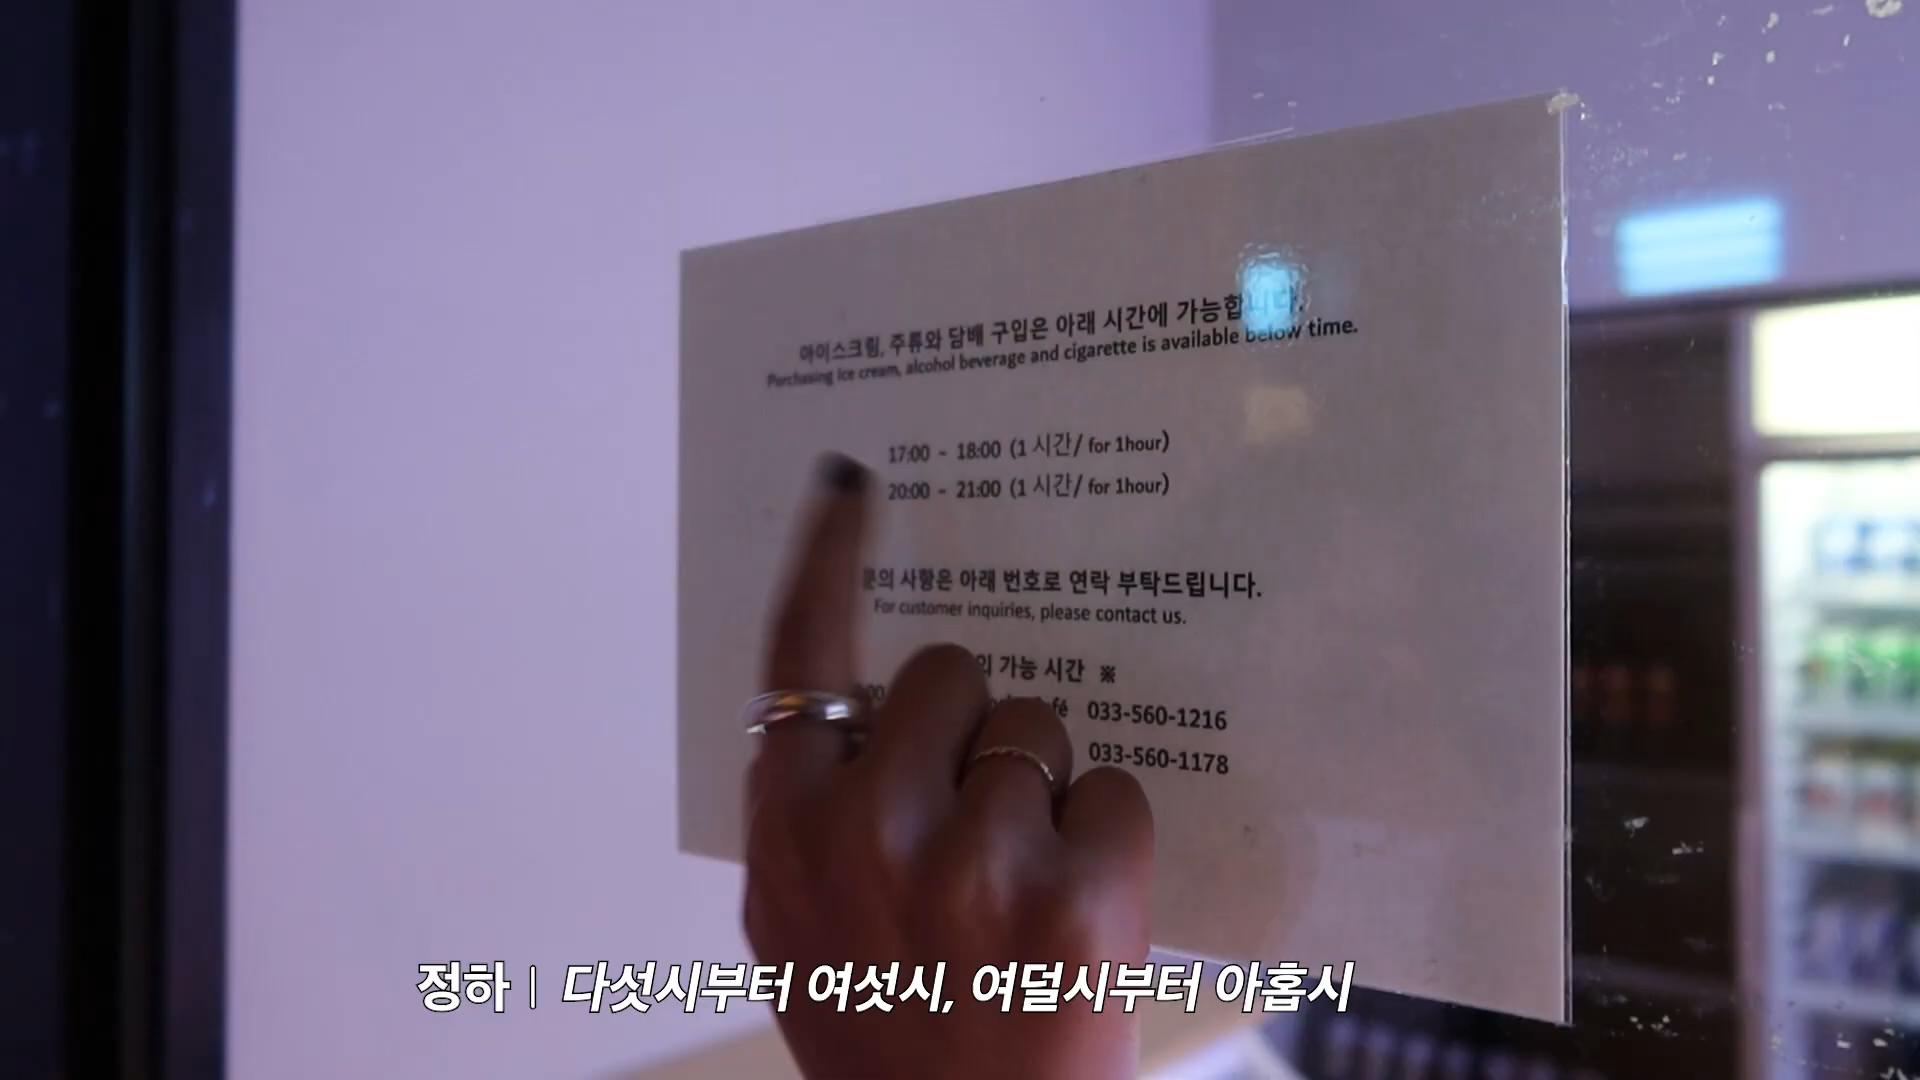 아이스크림, 주류와 담배 구입은 아래 시간에 가능합니다.
Purchasing ice cream, alcohol beverage and cigarette is available below time.
17:00 ~ 18:00 (1 시간/ for 1hour)
20:00 ~ 21:00 (1 시간/ for 1hour)
문의 사항은 아래 번호로 연락 부탁드립니다.
For customer inquiries, please contact us.
가능 시간 ※
033-560-1216
033-560-1178
정하 | 다섯시부터 여섯시, 여덟시부터 아홉시